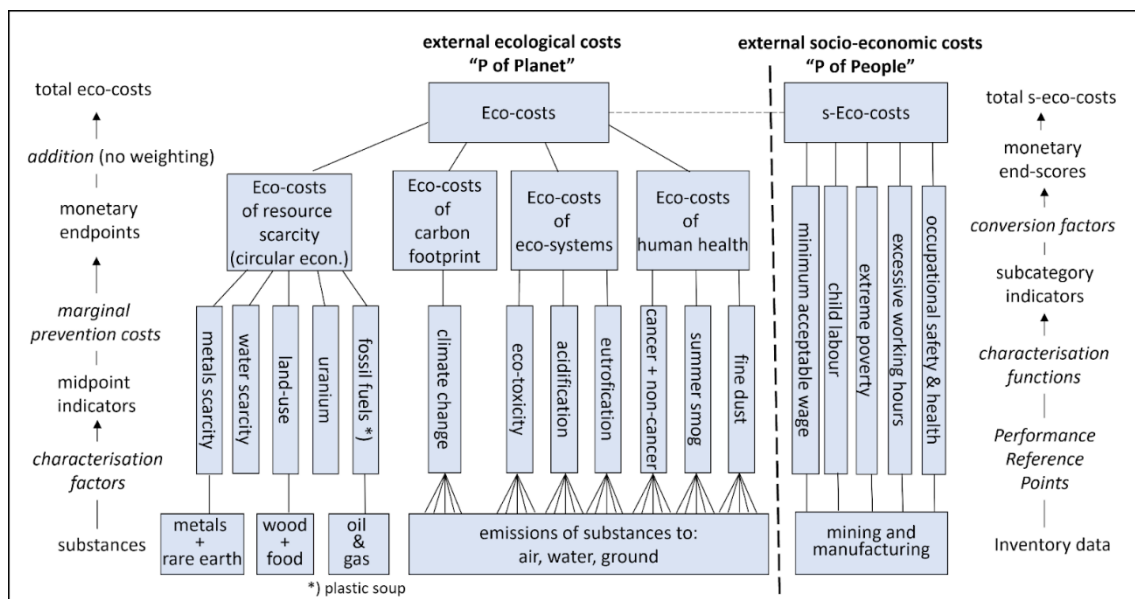 external ecological costs
"P of Planet"
external socio-economic costs
"P of People"
total eco-costs
addition (no weighting)
monetary
endpoints
marginal
prevention costs
midpoint
indicators
characterisation
factors
substances
Eco-costs
s-Eco-costs
Eco-costs
of resource
scarcity
(circular econ.)
Eco-costs
of
carbon
footprint
Eco-costs
of
eco-systems
Eco-costs
of
human health
metals scarcity
water scarcity
land-use
uranium
fossil fuels *)
climate change
eco-toxicity
acidification
eutrofication
cancer + non-cancer
summer smog
fine dust
minimum acceptable
wage
child labour
extreme poverty
excessive working hours
occupational safety & health
metals
+
rare earth
wood
+
food
oil
&
gas
*) plastic soup
emissions of substances to:
air, water, ground
mining and
manufacturing
total s-eco-costs
monetary
end-scores
conversion factors
subcategory
indicators
characterisation
functions
Performance
Reference
Points
Inventory data